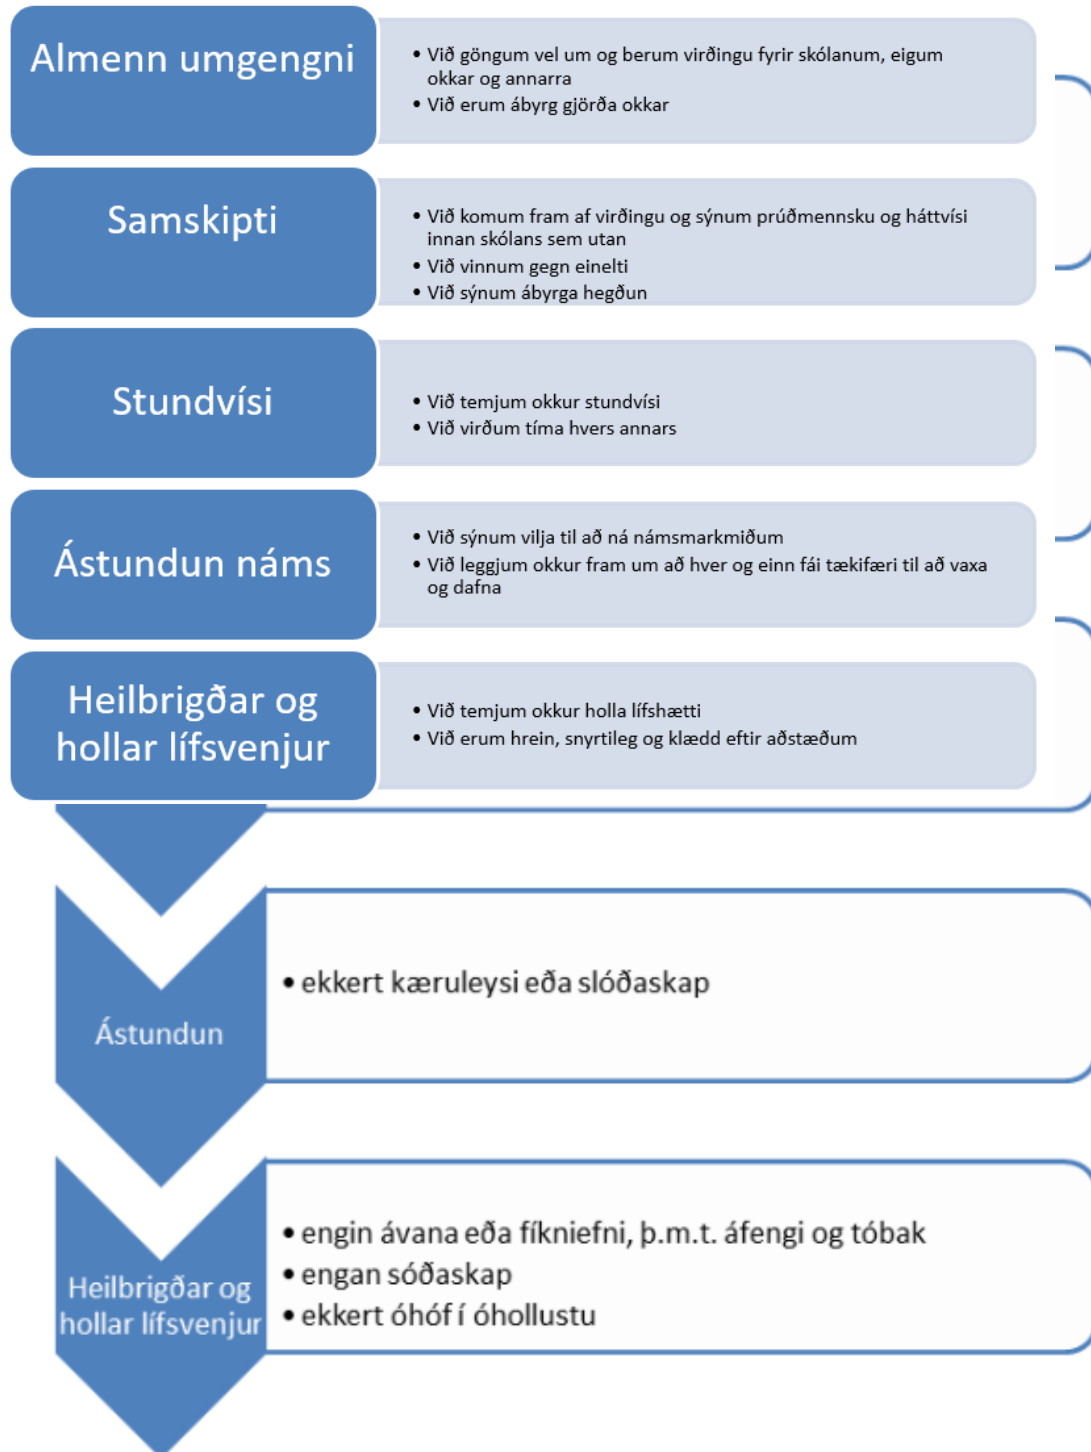 Almenn umgengni
• Við göngum vel um og berum virðingu fyrir skólanum, eigum
okkar og annarra
• Við erum ábyrg gjörða okkar
Samskipti
• Við komum fram af virðingu og sýnum prúðmennsku og háttvísi
innan skólans sem utan
• Við vinnum gegn einelti
• Við sýnum ábyrga hegðun
Stundvísi
• Við temjum okkur stundvísi
• Við virðum tíma hvers annars
Ástundun náms
• Við sýnum vilja til að ná námsmarkmiðum
• Við leggjum okkur fram um að hver og einn fái tækifæri til að vaxa
og dafna
Heilbrigðar og
hollar lífsvenjur
• Við temjum okkur holla lífshætti
• Við erum hrein, snyrtileg og klædd eftir aðstæðum
Ástundun
• ekkert kæruleysi eða slóðaskap
Heilbrigðar og
hollar lífsvenjur
• engin ávana eða fíkniefni, þ.m.t. áfengi og tóbak
• engan sóðaskap
• ekkert óhóf í óhollustu